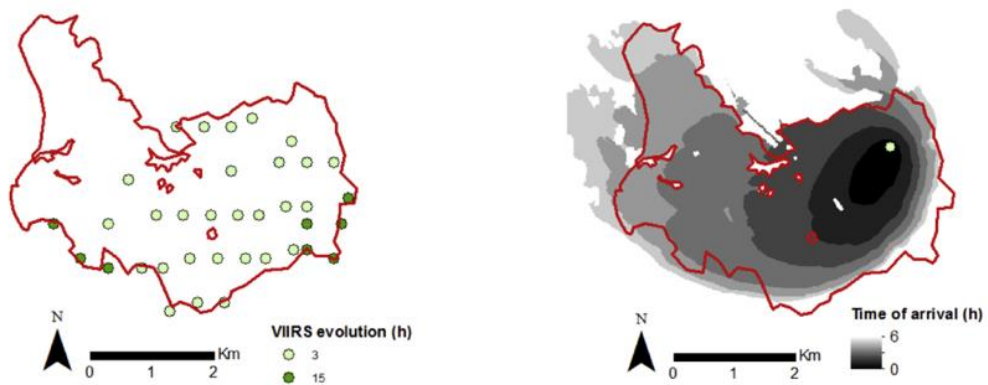 N
VIIRS evolution (h)
Km
0 1 2
3
15
N
Time of arrival (h)
Km
0 1 2
6
0